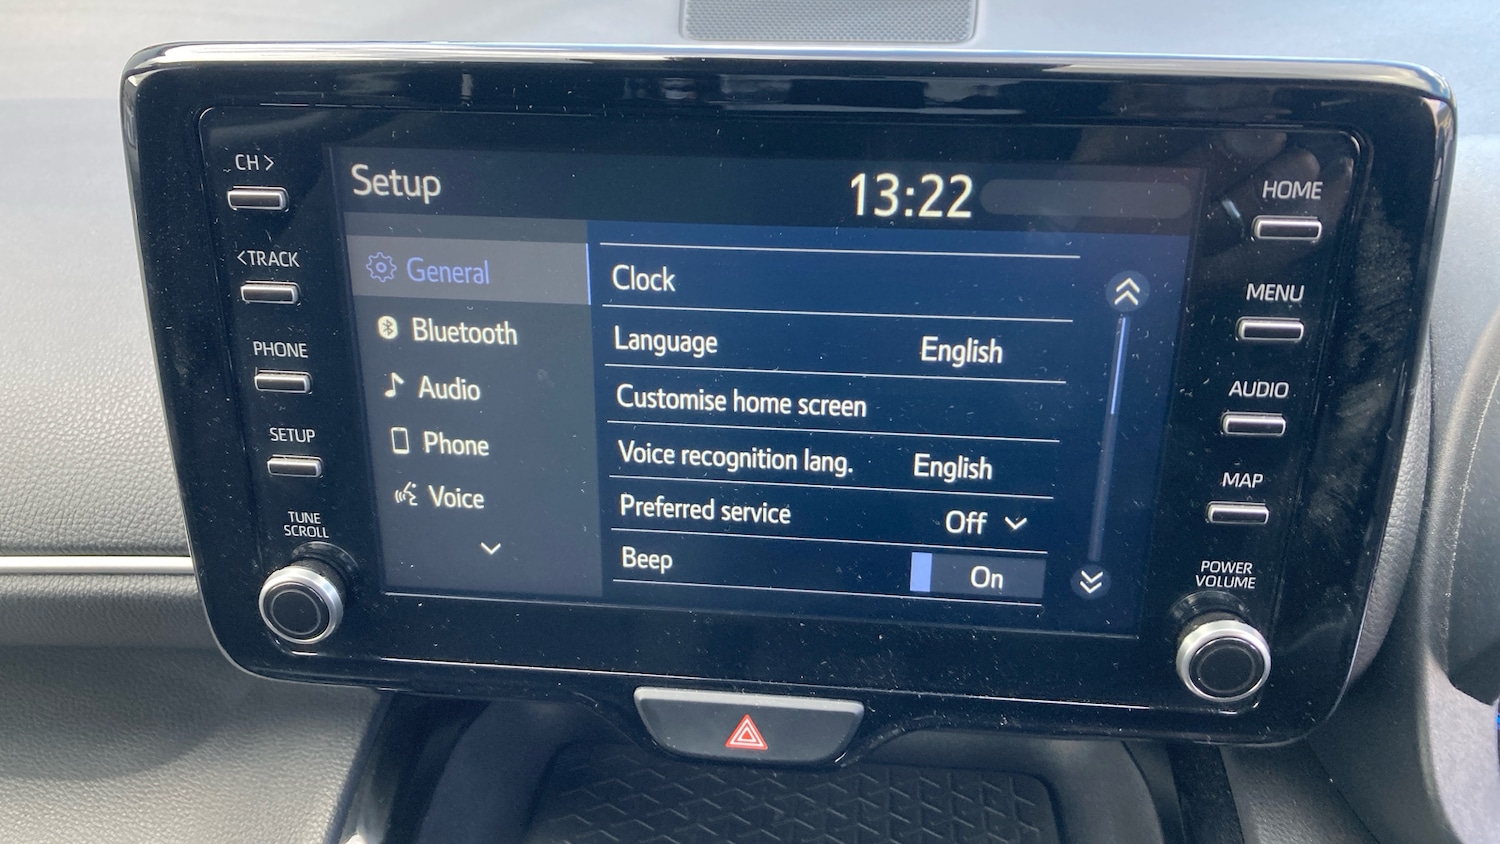 CH >
<TRACK
PHONE
SETUP
TUNE
SCROLL
Setup
13:22
General
Bluetooth
Audio
Phone
Voice
Clock
Language English
Customise home screen
Voice recognition lang. English
Preferred service Off
Beep On
HOME
MENU
AUDIO
MAP
POWER
VOLUME